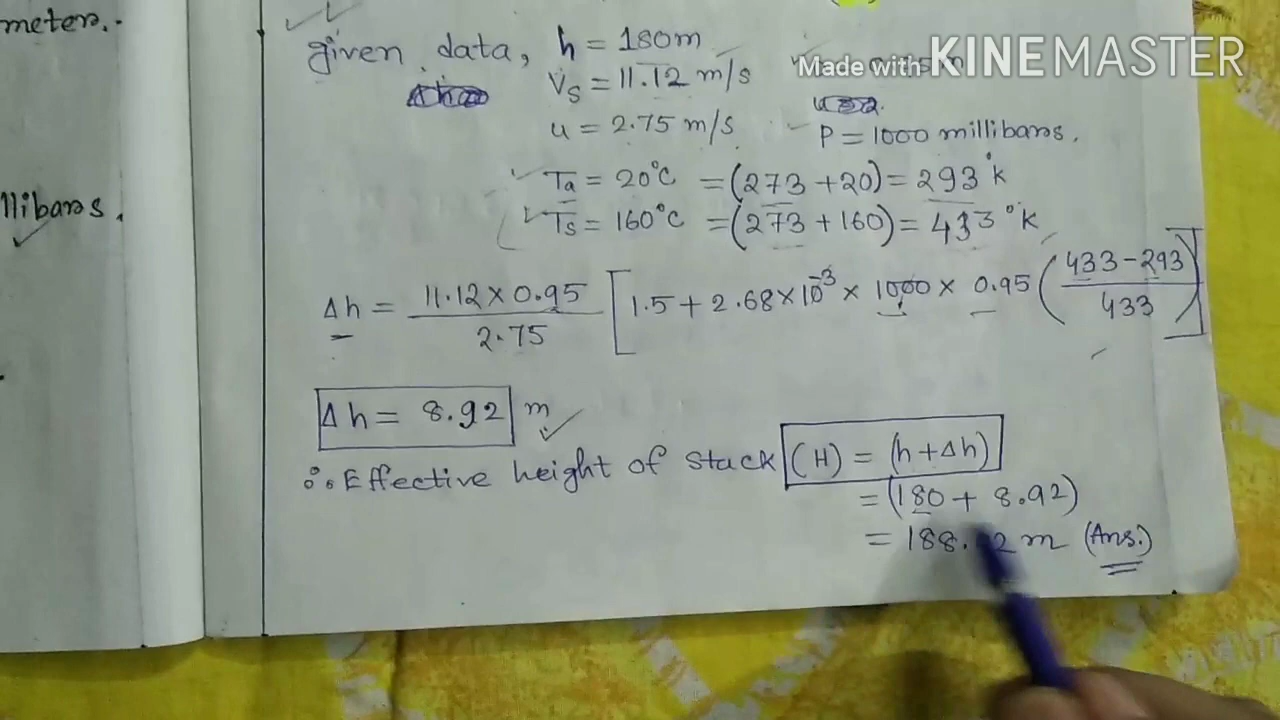 meter.
llibars.
given data, h = 180m
Vs = 11.12 m/s
u = 2.75 m/s
P = 1000 millibars.
Made with KINEMASTER
Ta = 20°C = (273 + 20) = 293°k
Ts = 160°C = (273 + 160) = 433°k
Δh = 11.12 × 0.95 / 2.75 [1.5 + 2.68 × 10⁻³ × 1000 × 0.95 (433 − 293 / 433)]
Δh = 8.92 m
∴ Effective height of stack (H) = (h + Δh)
= (180 + 8.92)
= m (Ans.)